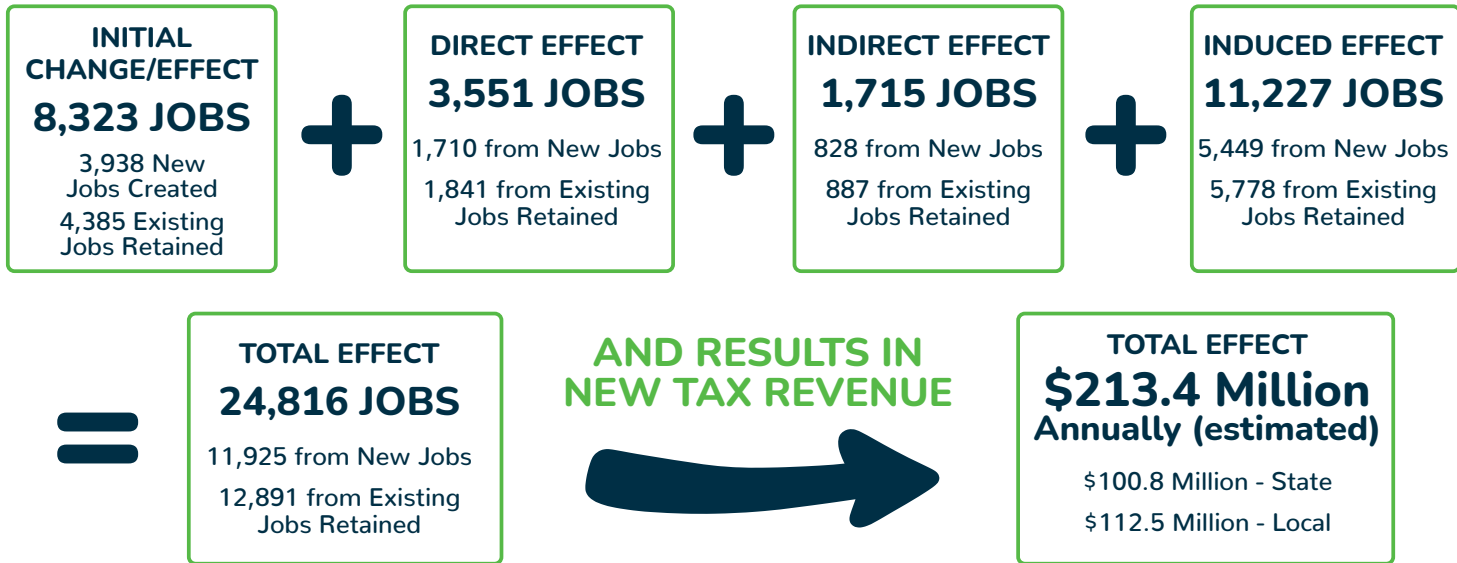 INITIAL
CHANGE/EFFECT
8,323 JOBS
3,938 New
Jobs Created
4,385 Existing
Jobs Retained
DIRECT EFFECT
3,551 JOBS
1,710 from New Jobs
1,841 from Existing
Jobs Retained
INDIRECT EFFECT
1,715 JOBS
828 from New Jobs
887 from Existing
Jobs Retained
INDUCED EFFECT
11,227 JOBS
5,449 from New Jobs
5,778 from Existing
Jobs Retained
TOTAL EFFECT
24,816 JOBS
11,925 from New Jobs
12,891 from Existing
Jobs Retained
AND RESULTS IN
NEW TAX REVENUE
TOTAL EFFECT
$213.4 Million
Annually (estimated)
$100.8 Million - State
$112.5 Million - Local